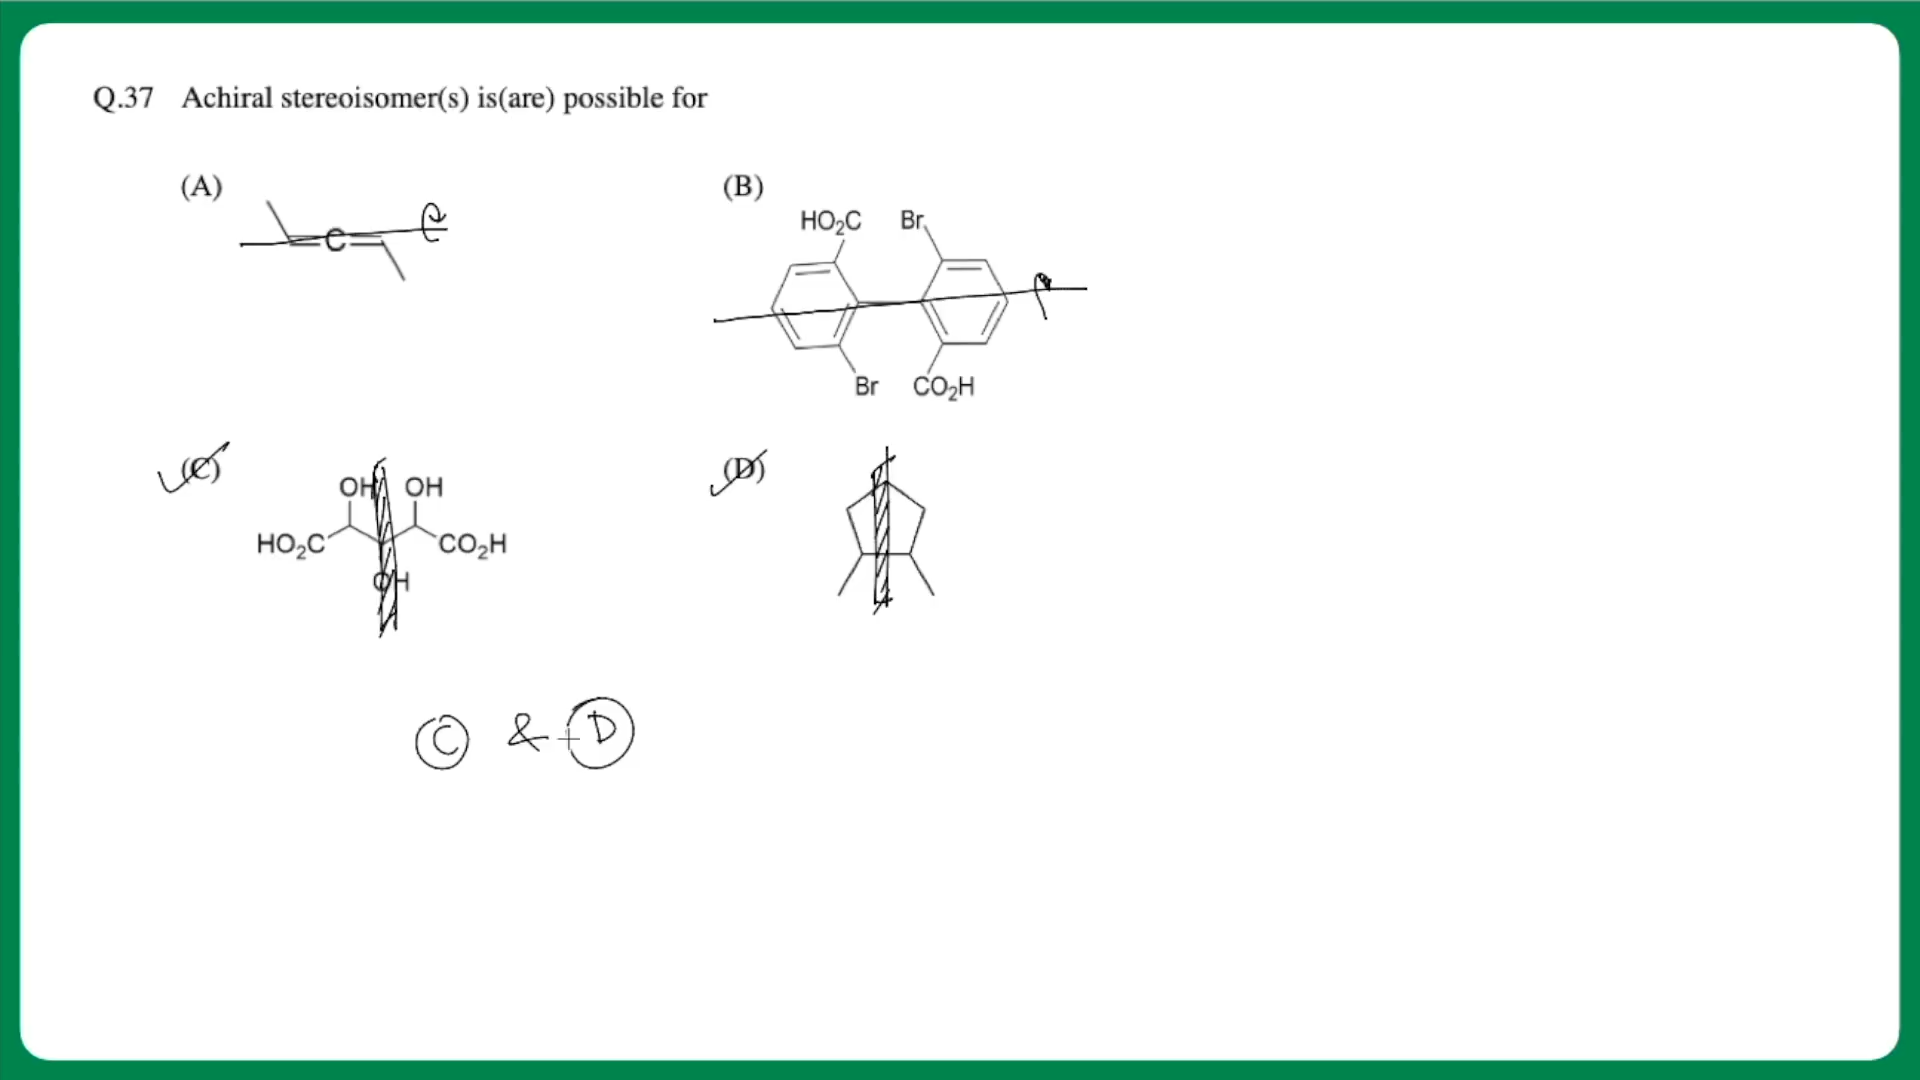 Q.37 Achiral stereoisomer(s) is(are) possible for
(A)
(B)
C
HO₂C Br
Br CO₂H
(C)
(D)
OH OH
HO₂C CO₂H
OH
C & D